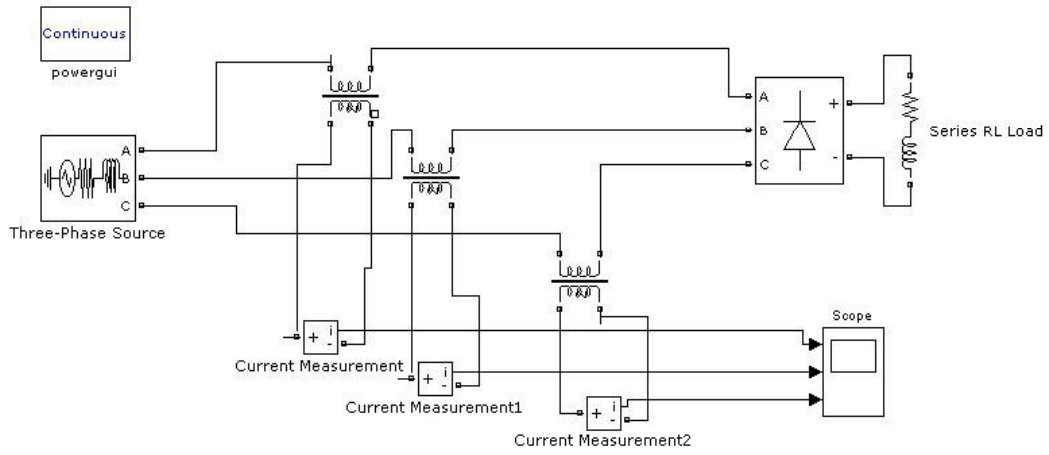 Continuous
powergui
A
B
C
Three-Phase Source
A
B
C
+
-
Series RL Load
+
i
-
Current Measurement
+
i
-
Current Measurement1
+
i
-
Current Measurement2
Scope